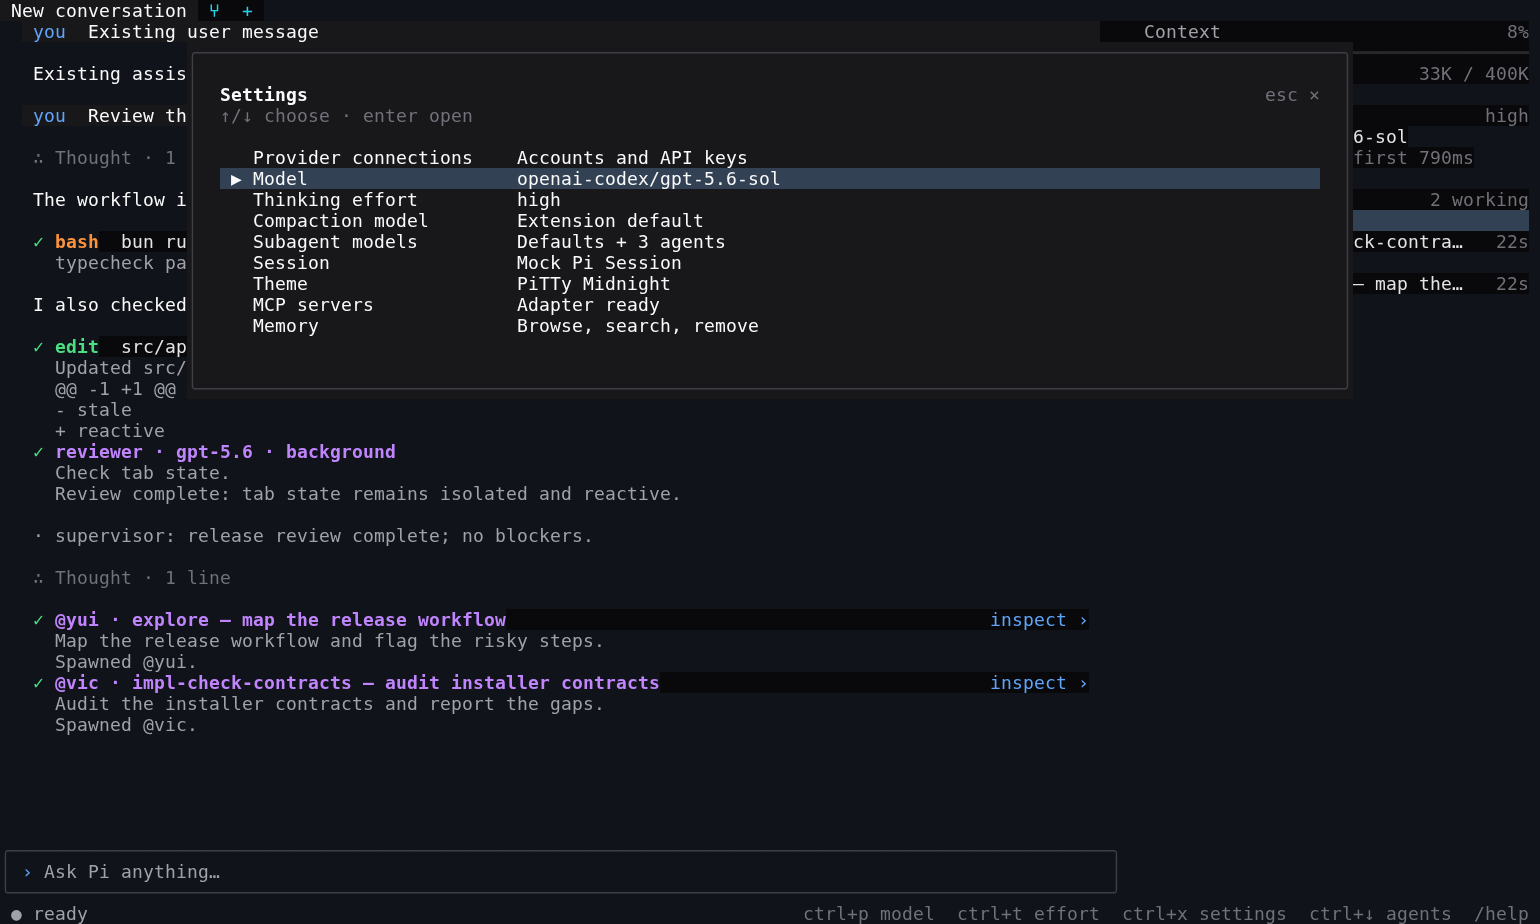 New conversation ⑂ +
you Existing user message
Context 8%
Existing assis
33K / 400K
you Review th
high
6-sol
∴ Thought · 1
first 790ms
The workflow i
2 working
✓ bash bun ru
ck-contra… 22s
typecheck pa
— map the… 22s
I also checked
✓ edit src/ap
Updated src/
@@ -1 +1 @@
- stale
+ reactive
Settings esc ×
↑/↓ choose · enter open
Provider connections Accounts and API keys
▶ Model openai-codex/gpt-5.6-sol
Thinking effort high
Compaction model Extension default
Subagent models Defaults + 3 agents
Session Mock Pi Session
Theme PiTTy Midnight
MCP servers Adapter ready
Memory Browse, search, remove
✓ reviewer · gpt-5.6 · background
Check tab state.
Review complete: tab state remains isolated and reactive.
· supervisor: release review complete; no blockers.
∴ Thought · 1 line
✓ @yui · explore — map the release workflow inspect ›
Map the release workflow and flag the risky steps.
Spawned @yui.
✓ @vic · impl-check-contracts — audit installer contracts inspect ›
Audit the installer contracts and report the gaps.
Spawned @vic.
› Ask Pi anything…
● ready ctrl+p model ctrl+t effort ctrl+x settings ctrl+↓ agents /help